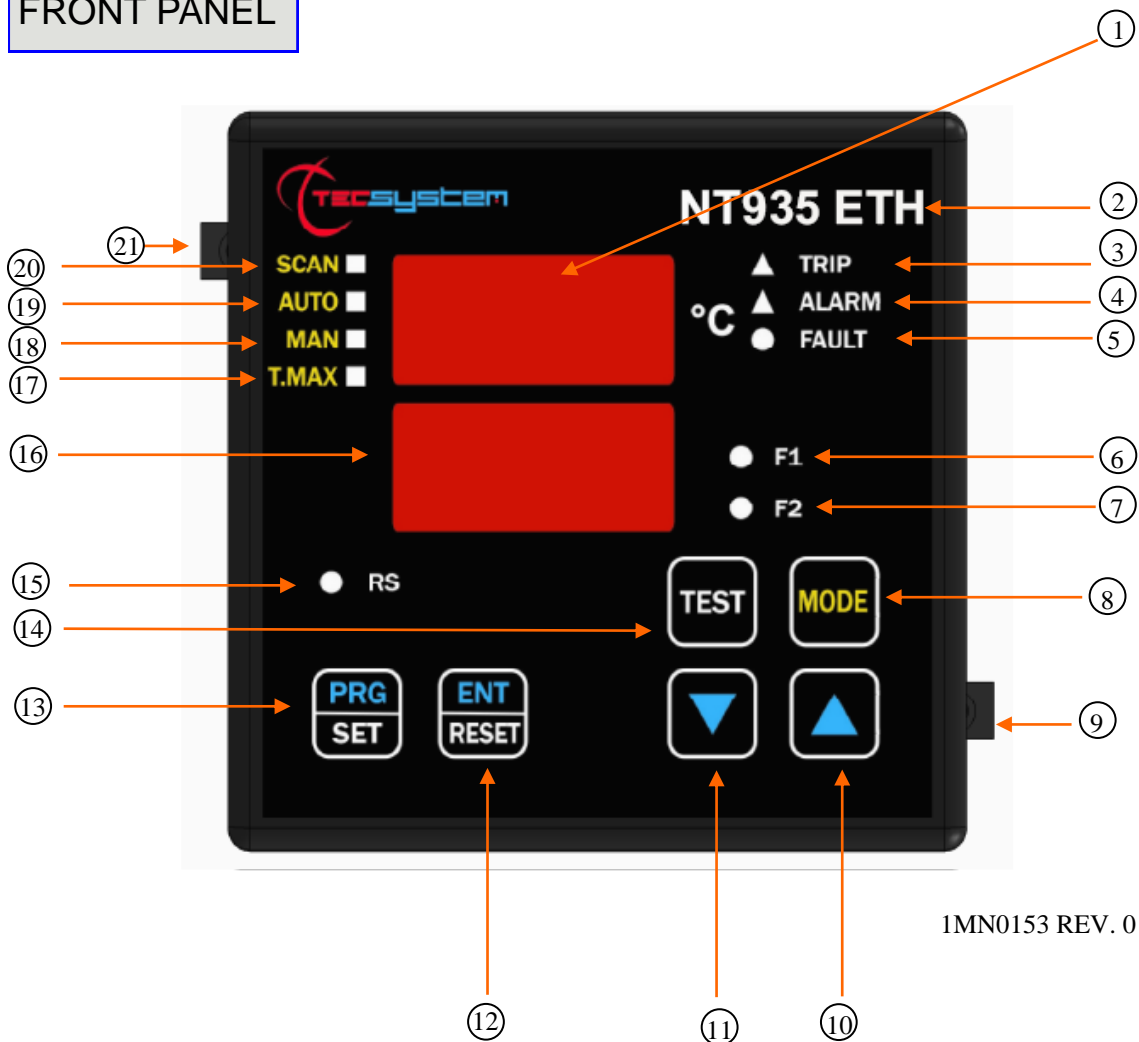 FRONT PANEL
1
TECSYSTEM
NT935 ETH
2
21
20
SCAN
TRIP
3
19
AUTO
°C
ALARM
4
18
MAN
FAULT
5
17
T.MAX
16
F1
6
F2
7
15
RS
14
TEST
MODE
8
13
PRG
SET
ENT
RESET
9
1MN0153 REV. 0
12
11
10